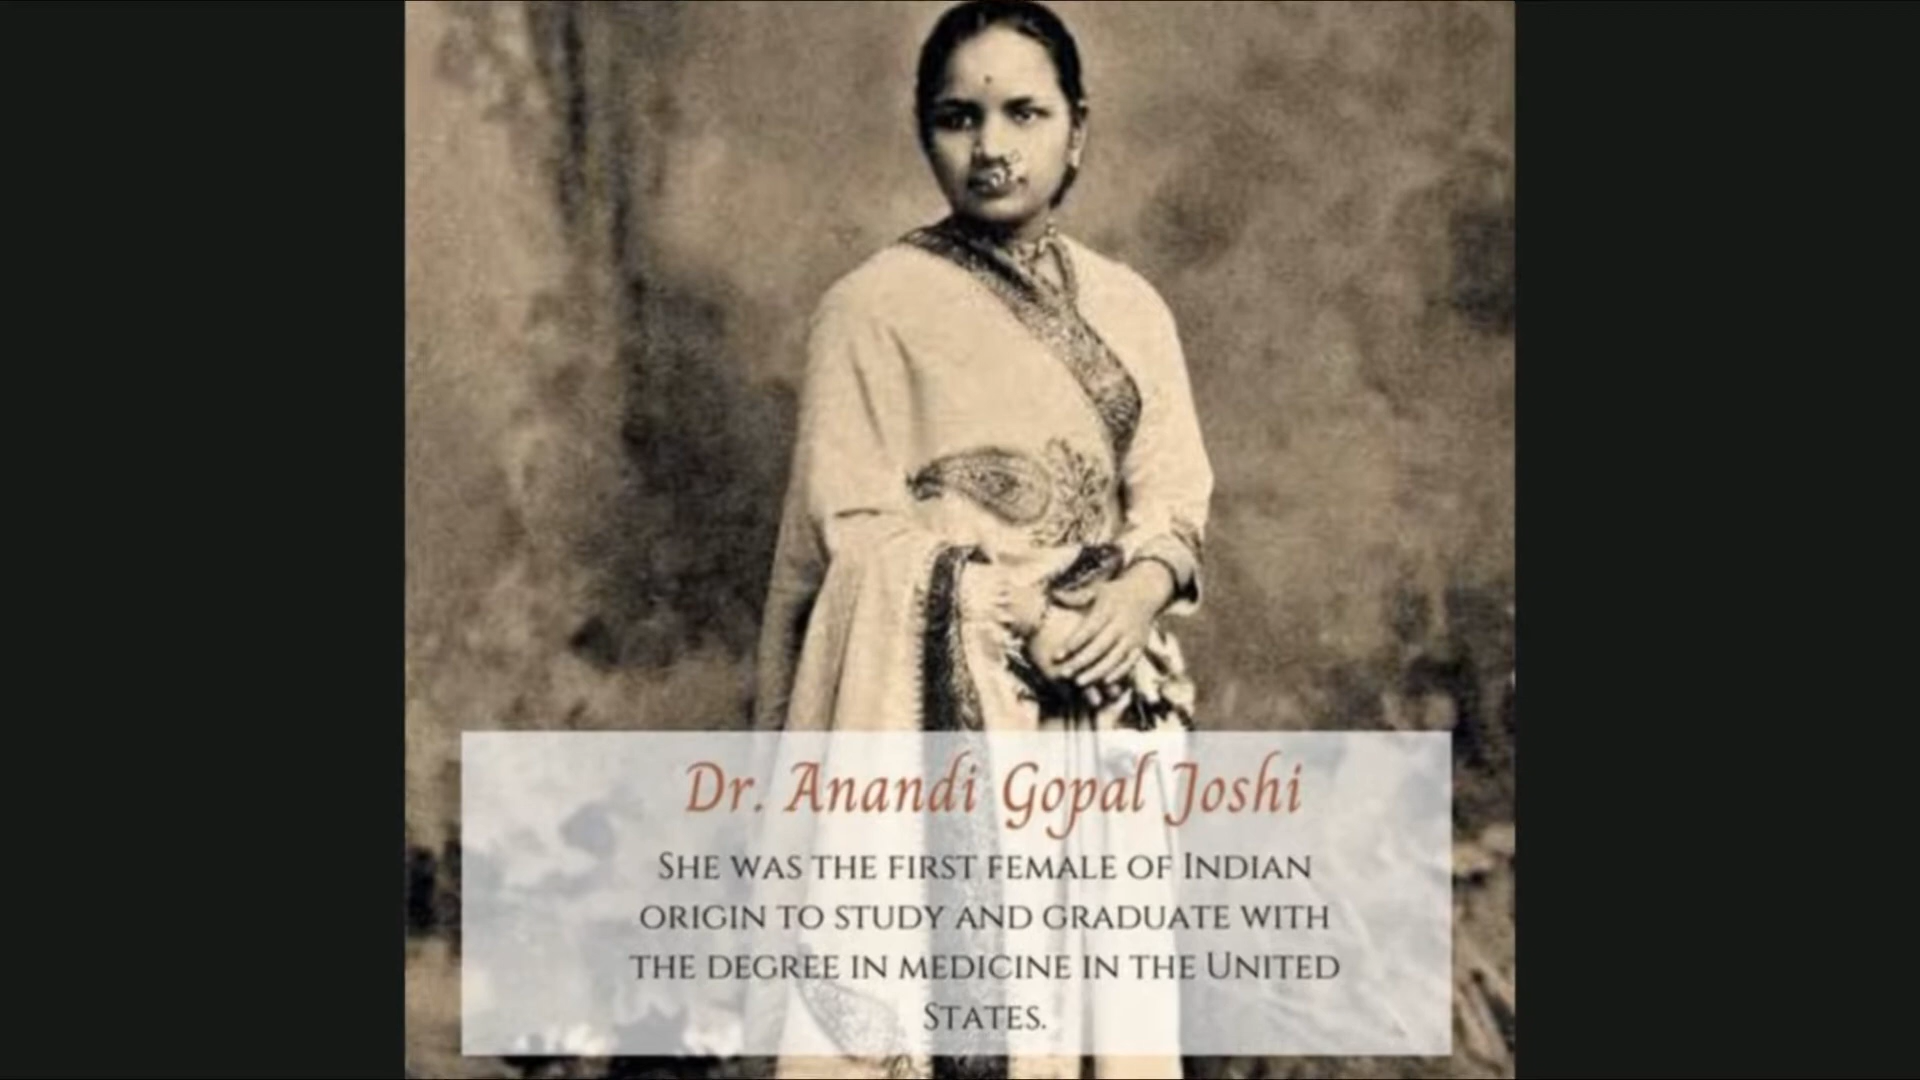 Dr. Anandi Gopal Joshi
She was the first female of Indian
origin to study and graduate with
the degree in medicine in the United
States.